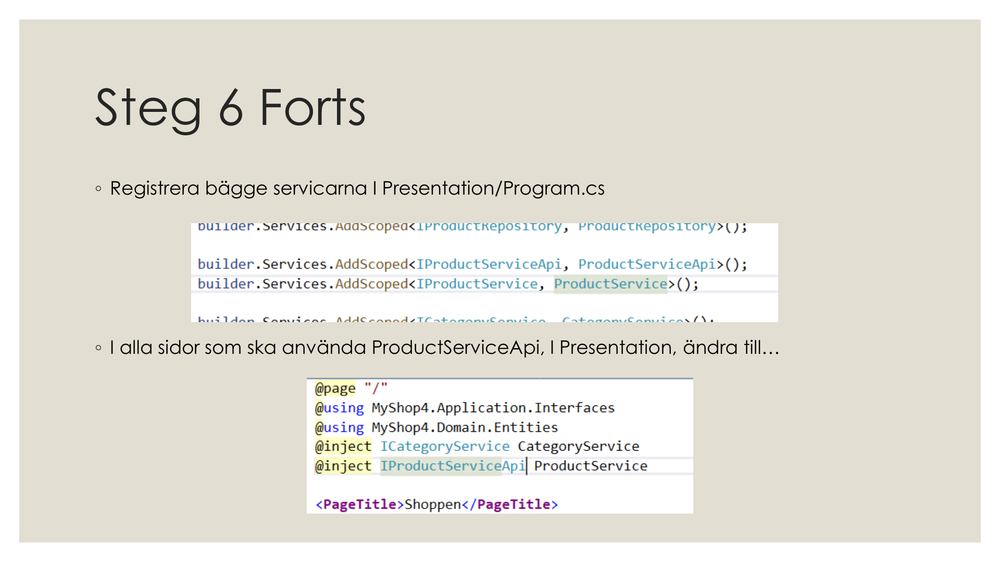 Steg 6 Forts
◦ Registrera bägge servicarna I Presentation/Program.cs
builder.Services.AddScoped<IProductRepository, ProductRepository>();
builder.Services.AddScoped<IProductServiceApi, ProductServiceApi>();
builder.Services.AddScoped<IProductService, ProductService>();
builder.Services.AddScoped<ICategoryService, CategoryService>();
◦ I alla sidor som ska använda ProductServiceApi, I Presentation, ändra till…
@page "/"
@using MyShop4.Application.Interfaces
@using MyShop4.Domain.Entities
@inject ICategoryService CategoryService
@inject IProductServiceApi ProductService
<PageTitle>Shoppen</PageTitle>